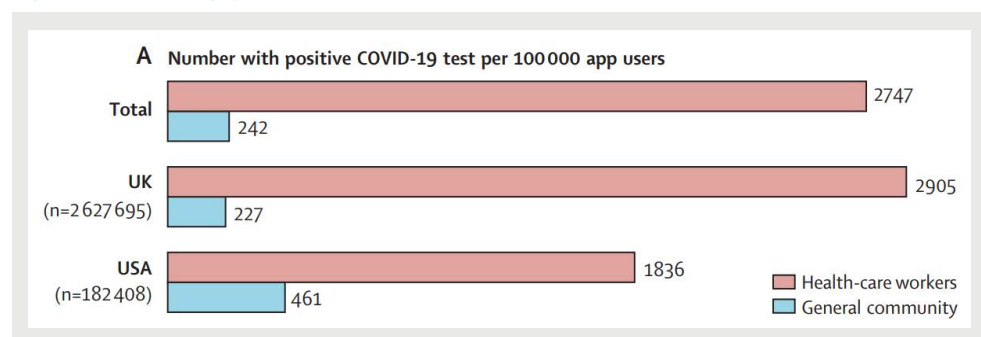 A Number with positive COVID-19 test per 100 000 app users
Total
2747
242
UK
(n=2 627 695)
2905
227
USA
(n=182 408)
1836
461
Health-care workers
General community